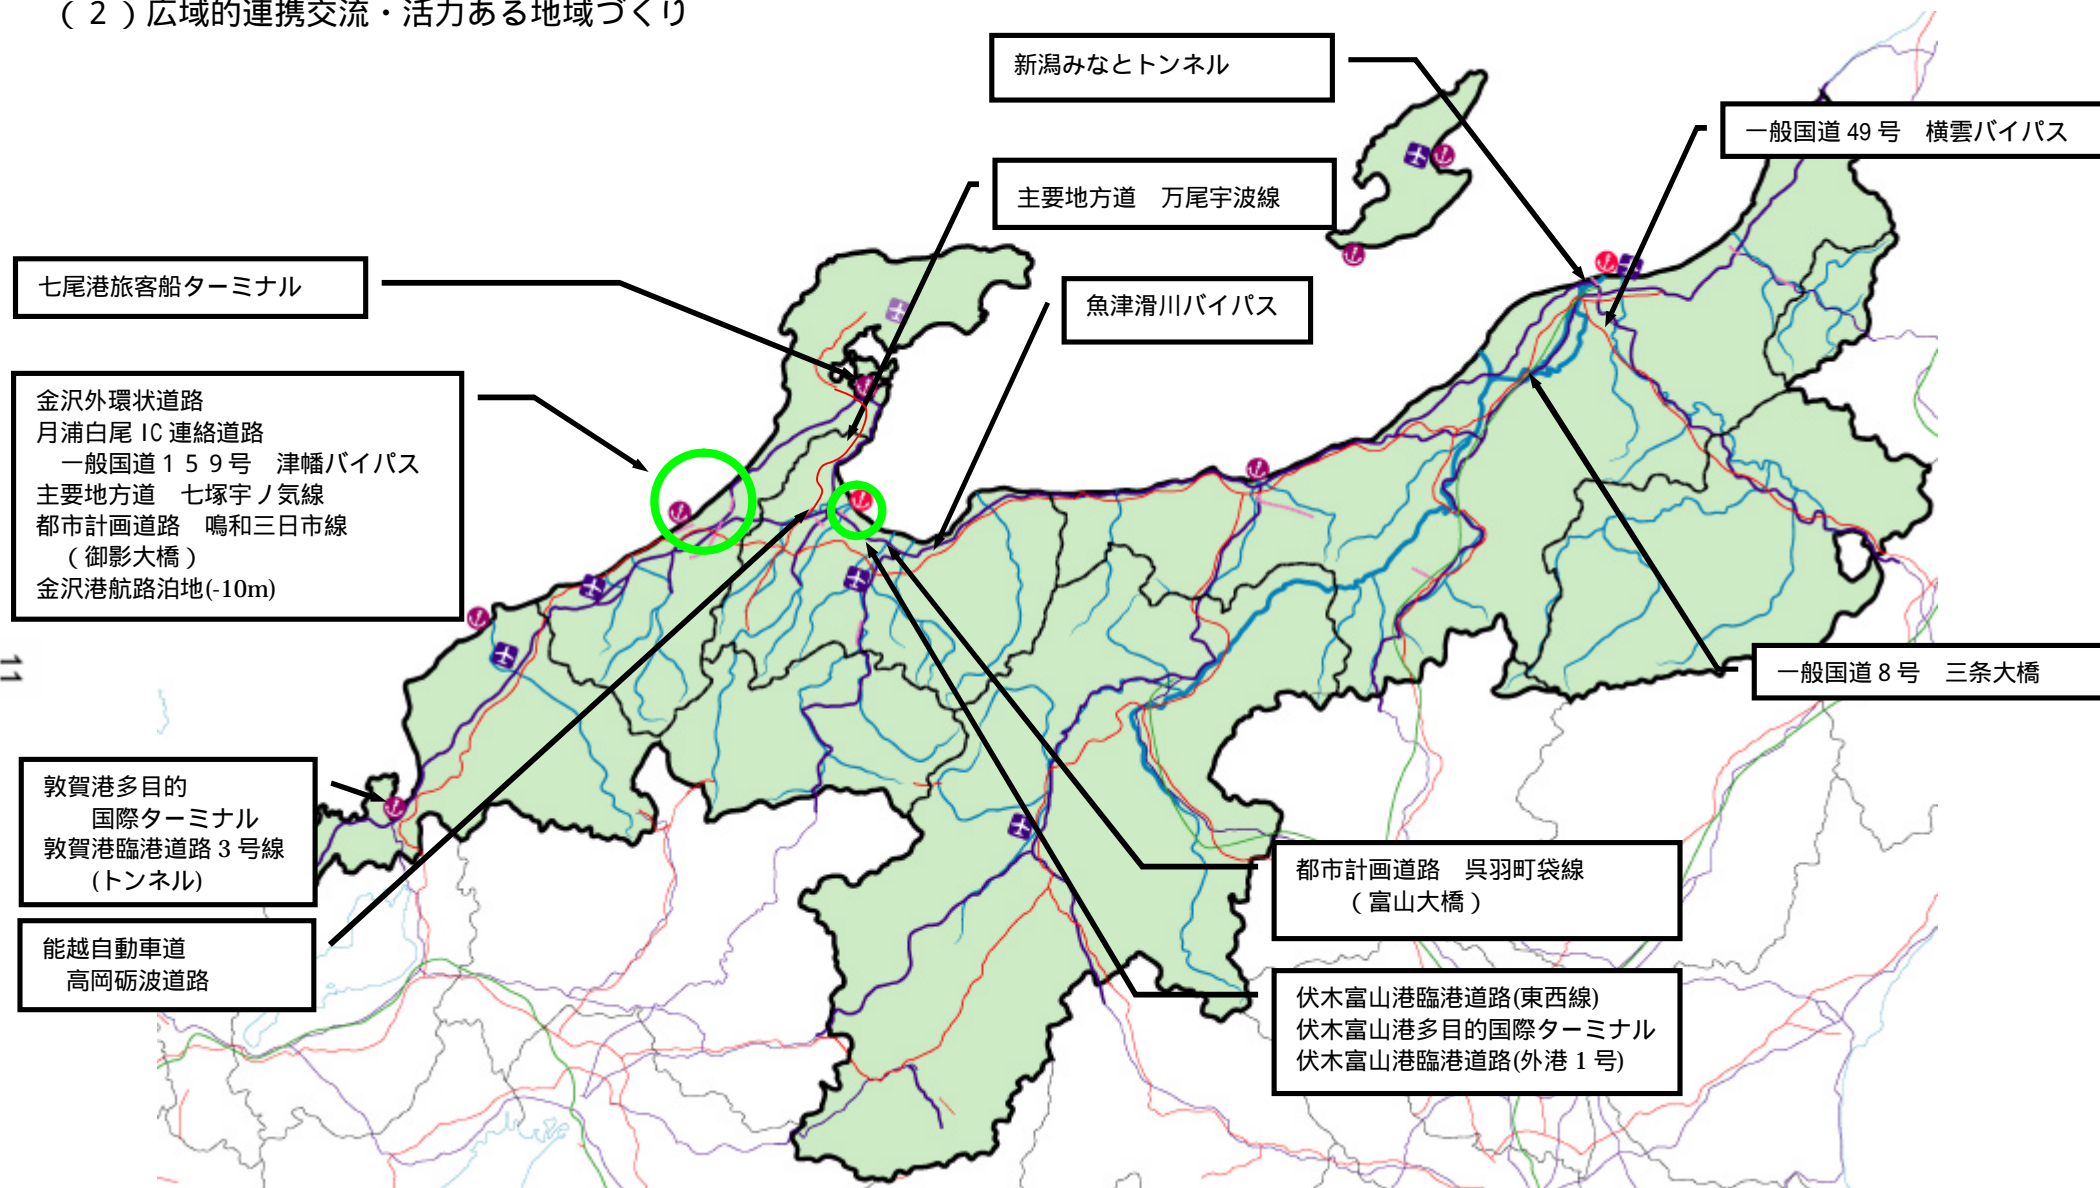 （２）広域的連携交流・活力ある地域づくり
新潟みなとトンネル
一般国道 49 号　横雲バイパス
主要地方道　万尾宇波線
七尾港旅客船ターミナル
魚津滑川バイパス
金沢外環状道路
月浦白尾 IC 連絡道路
一般国道１５９号　津幡バイパス
主要地方道　七塚宇ノ気線
都市計画道路　鳴和三日市線
（御影大橋）
金沢港航路泊地(-10m)
11
一般国道 8 号　三条大橋
敦賀港多目的
国際ターミナル
敦賀港臨港道路 3 号線
(トンネル)
都市計画道路　呉羽町袋線
（富山大橋）
能越自動車道
高岡砺波道路
伏木富山港臨港道路(東西線)
伏木富山港多目的国際ターミナル
伏木富山港臨港道路(外港 1 号)